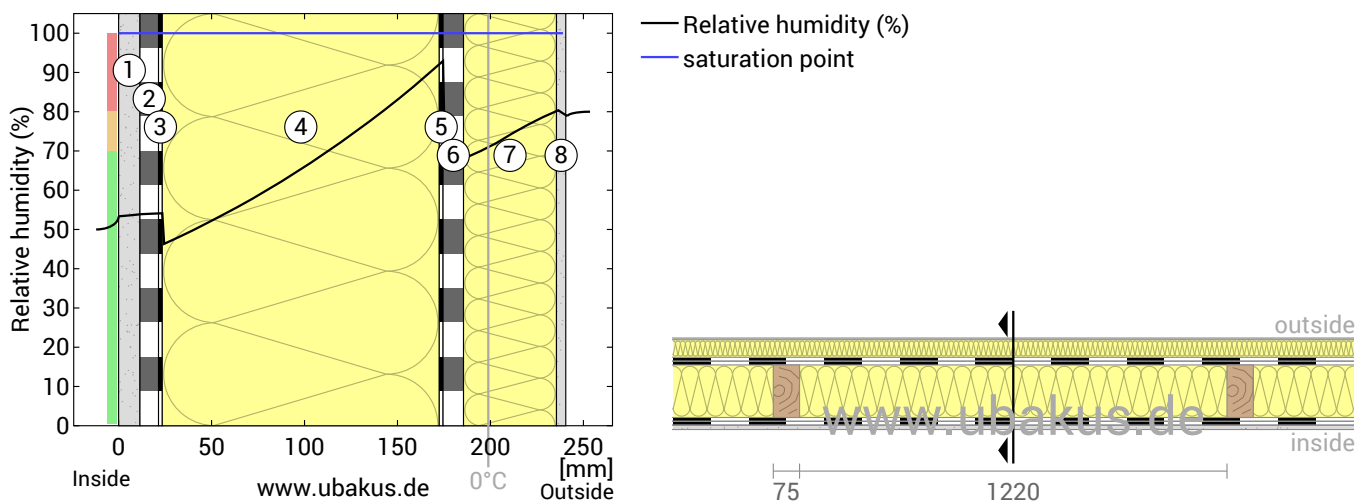 Relative humidity (%)
100
90
80
70
60
50
40
30
20
10
0
1
2
3
4
5
6
7
8
0
50
100
150
200
250
[mm]
0°C
Inside
www.ubakus.de
Outside
Relative humidity (%)
saturation point
outside
www.ubakus.de
inside
75
1220